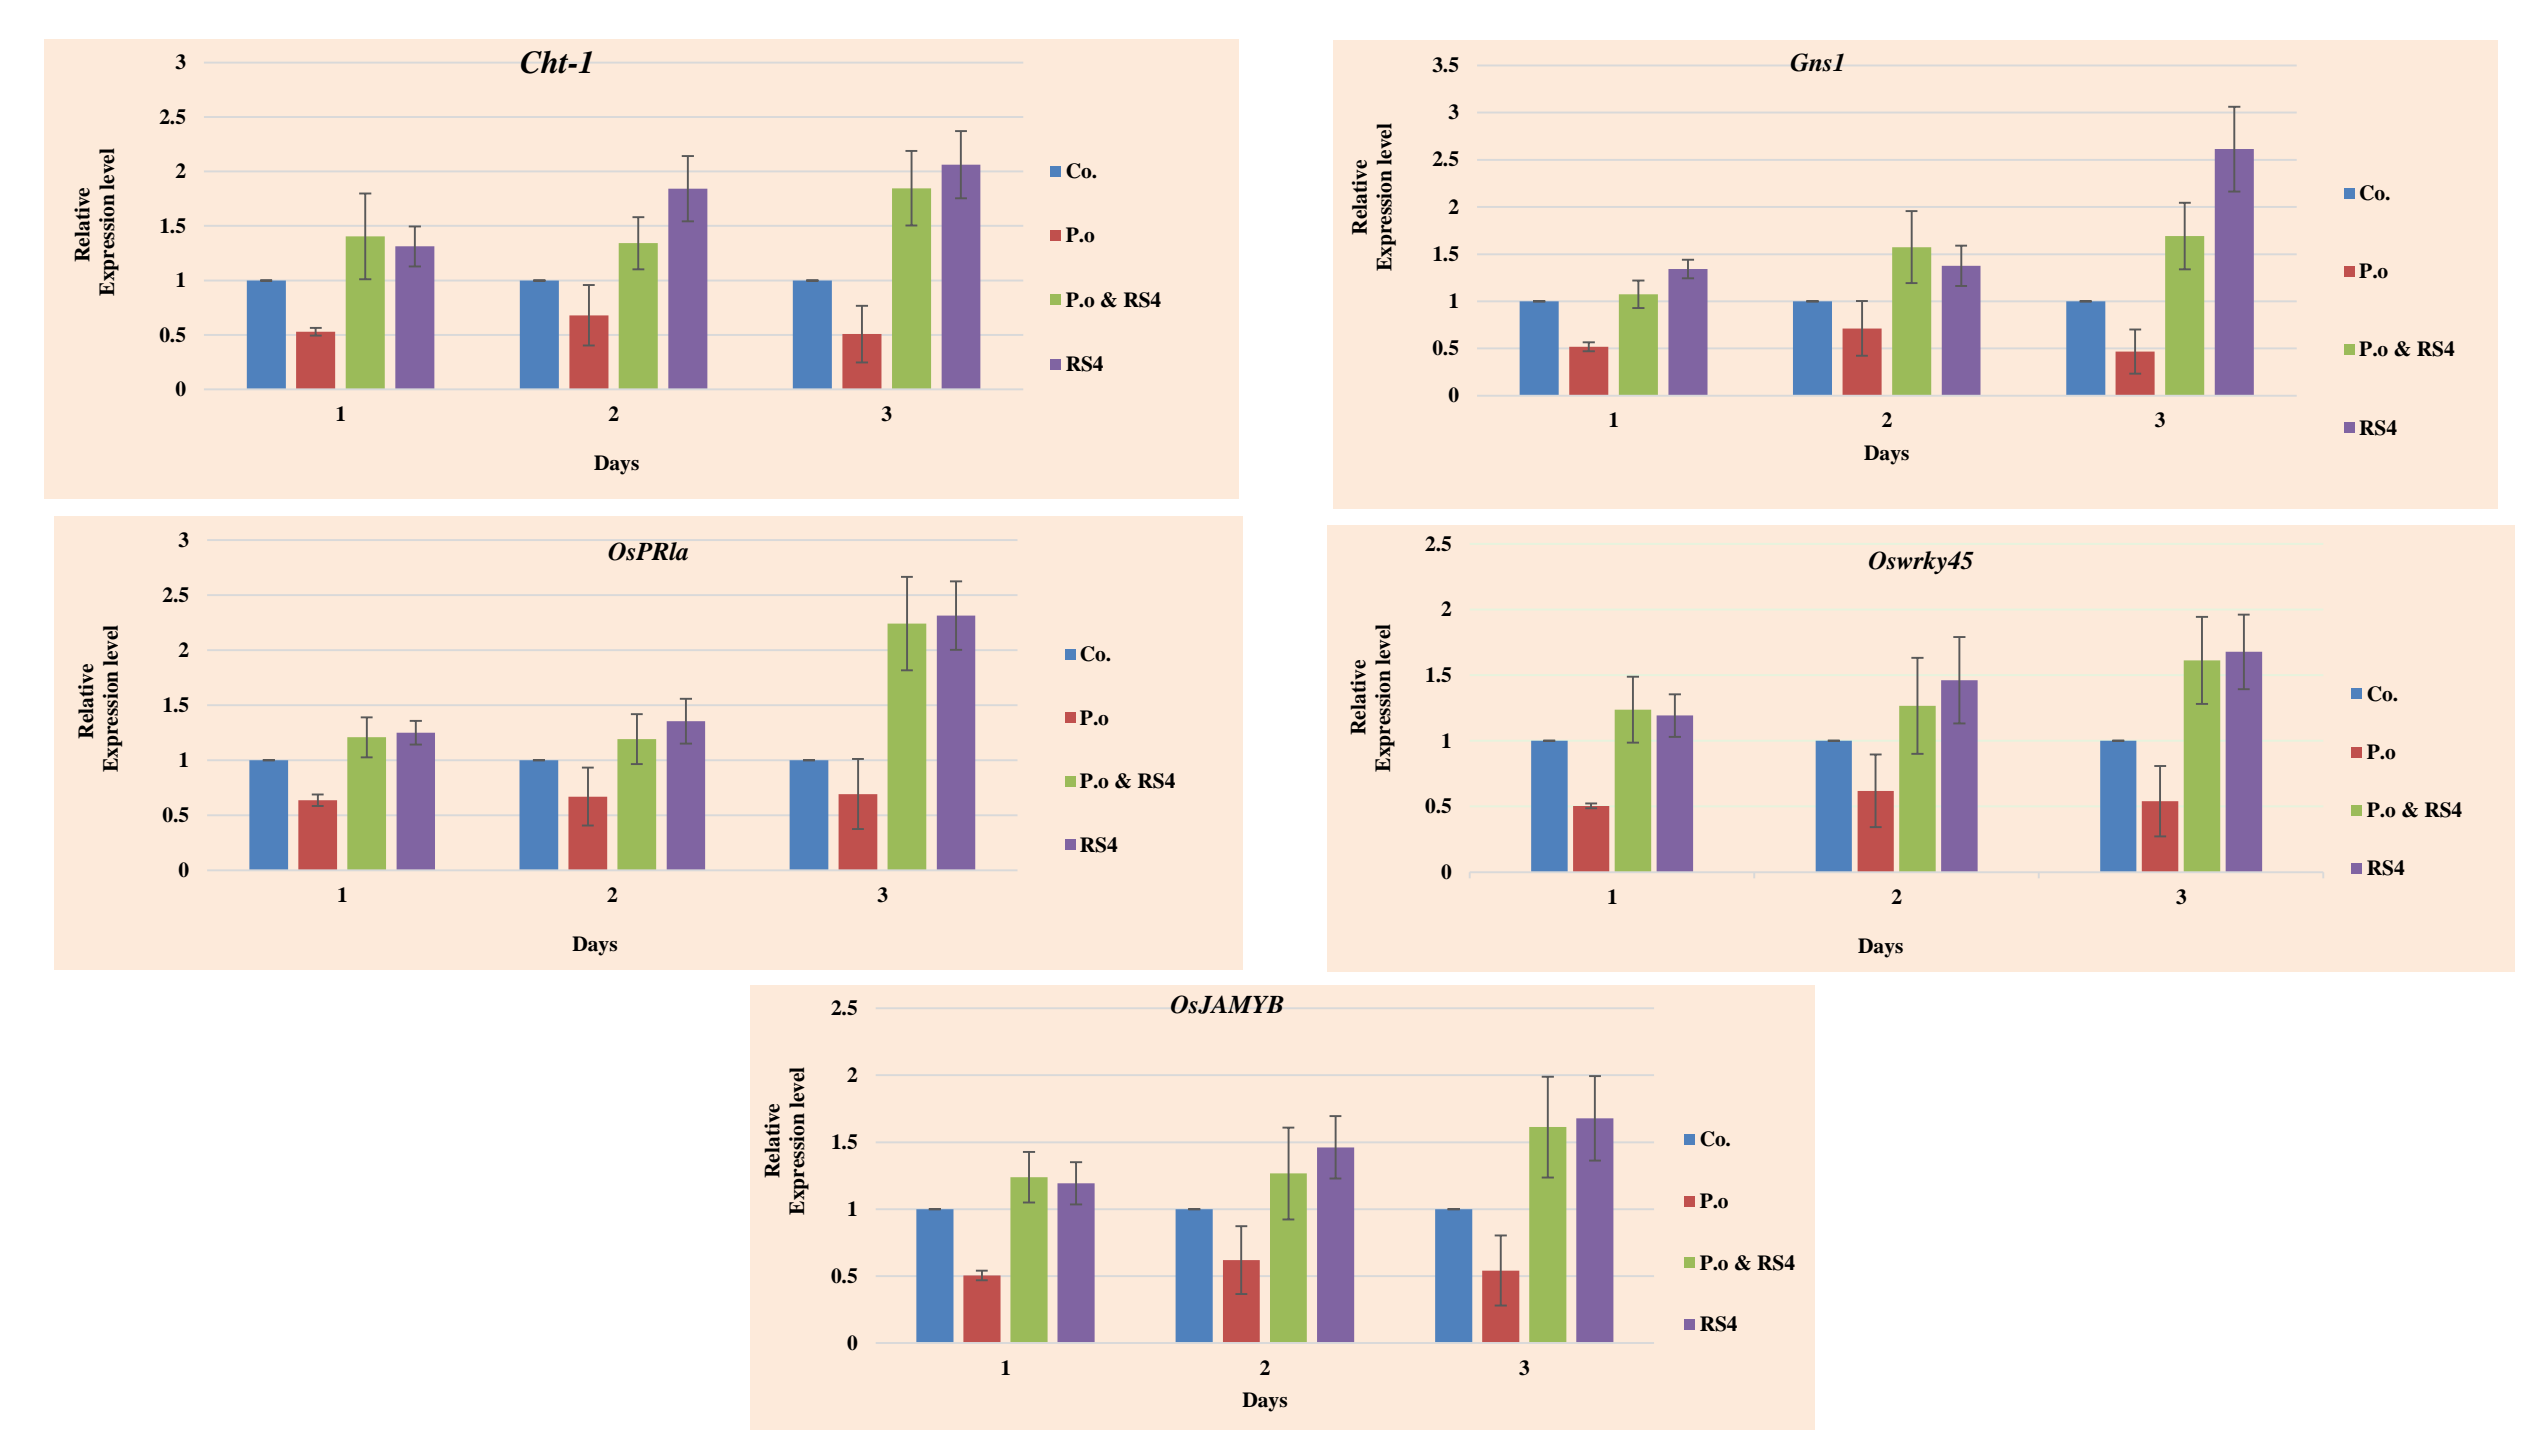 Cht-1
3
2.5
2
1.5
1
0.5
0
Relative
Expression level
1 2 3
Days
Co.
P.o
P.o & RS4
RS4
Gns1
3.5
3
2.5
2
1.5
1
0.5
0
Relative
Expression level
1 2 3
Days
Co.
P.o
P.o & RS4
RS4
OsPRla
3
2.5
2
1.5
1
0.5
0
Relative
Expression level
1 2 3
Days
Co.
P.o
P.o & RS4
RS4
Oswrky45
2.5
2
1.5
1
0.5
0
Relative
Expression level
1 2 3
Days
Co.
P.o
P.o & RS4
RS4
OsJAMYB
2.5
2
1.5
1
0.5
0
Relative
Expression level
1 2 3
Days
Co.
P.o
P.o & RS4
RS4